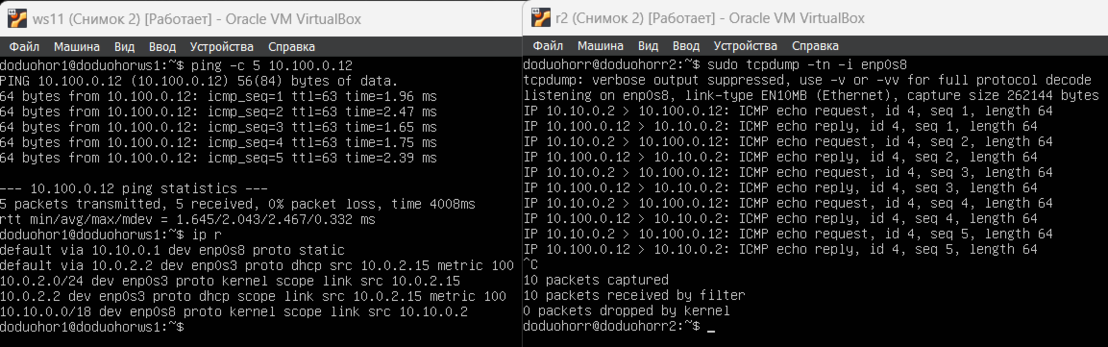 ws11 (Снимок 2) [Работает] - Oracle VM VirtualBox
Файл Машина Вид Ввод Устройства Справка
doduohor1@doduohorws1:~$ ping -c 5 10.100.0.12
PING 10.100.0.12 (10.100.0.12) 56(84) bytes of data.
64 bytes from 10.100.0.12: icmp_seq=1 ttl=63 time=1.96 ms
64 bytes from 10.100.0.12: icmp_seq=2 ttl=63 time=2.47 ms
64 bytes from 10.100.0.12: icmp_seq=3 ttl=63 time=1.65 ms
64 bytes from 10.100.0.12: icmp_seq=4 ttl=63 time=1.75 ms
64 bytes from 10.100.0.12: icmp_seq=5 ttl=63 time=2.39 ms
--- 10.100.0.12 ping statistics ---
5 packets transmitted, 5 received, 0% packet loss, time 4008ms
rtt min/avg/max/mdev = 1.645/2.043/2.467/0.332 ms
doduohor1@doduohorws1:~$ ip r
default via 10.10.0.1 dev enp0s8 proto static
default via 10.0.2.2 dev enp0s3 proto dhcp src 10.0.2.15 metric 100
10.0.2.0/24 dev enp0s3 proto kernel scope link src 10.0.2.15
10.0.2.2 dev enp0s3 proto dhcp scope link src 10.0.2.15 metric 100
10.10.0.0/18 dev enp0s8 proto kernel scope link src 10.10.0.2
doduohor1@doduohorws1:~$
r2 (Снимок 2) [Работает] - Oracle VM VirtualBox
Файл Машина Вид Ввод Устройства Справка
doduohorr@doduohorr2:~$ sudo tcpdump -tn -i enp0s8
tcpdump: verbose output suppressed, use -v or -vv for full protocol decode
listening on enp0s8, link-type EN10MB (Ethernet), capture size 262144 bytes
IP 10.10.0.2 > 10.100.0.12: ICMP echo request, id 4, seq 1, length 64
IP 10.100.0.12 > 10.10.0.2: ICMP echo reply, id 4, seq 1, length 64
IP 10.10.0.2 > 10.100.0.12: ICMP echo request, id 4, seq 2, length 64
IP 10.100.0.12 > 10.10.0.2: ICMP echo reply, id 4, seq 2, length 64
IP 10.10.0.2 > 10.100.0.12: ICMP echo request, id 4, seq 3, length 64
IP 10.100.0.12 > 10.10.0.2: ICMP echo reply, id 4, seq 3, length 64
IP 10.10.0.2 > 10.100.0.12: ICMP echo request, id 4, seq 4, length 64
IP 10.100.0.12 > 10.10.0.2: ICMP echo reply, id 4, seq 4, length 64
IP 10.10.0.2 > 10.100.0.12: ICMP echo request, id 4, seq 5, length 64
IP 10.100.0.12 > 10.10.0.2: ICMP echo reply, id 4, seq 5, length 64
^C
10 packets captured
10 packets received by filter
0 packets dropped by kernel
doduohorr@doduohorr2:~$ _